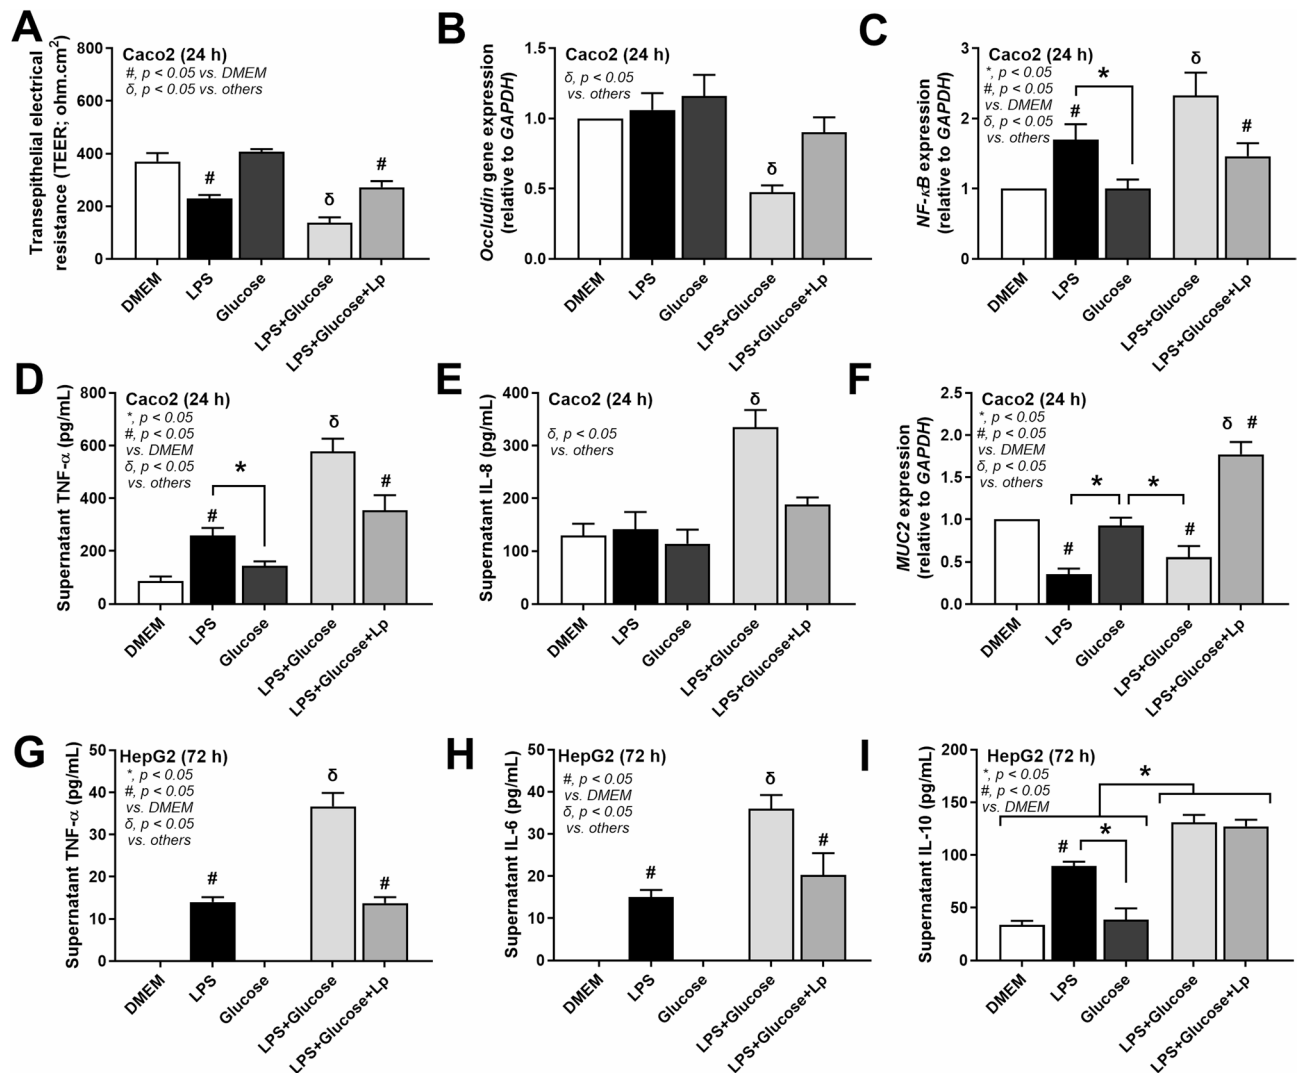 A
Transepithelial electrical
resistance (TEER; ohm.cm²)
800
600
400
200
0
Caco2 (24 h)
#, p < 0.05 vs. DMEM
δ, p < 0.05 vs. others
#
δ
#
DMEM
LPS
Glucose
LPS+Glucose
LPS+Glucose+Lp
B
Occludin gene expression
(relative to GAPDH)
1.5
1.0
0.5
0.0
Caco2 (24 h)
δ, p < 0.05
vs. others
δ
DMEM
LPS
Glucose
LPS+Glucose
LPS+Glucose+Lp
C
NF-κB expression
(relative to GAPDH)
3
2
1
0
Caco2 (24 h)
*, p < 0.05
#, p < 0.05
vs. DMEM
δ, p < 0.05
vs. others
*
#
δ
#
DMEM
LPS
Glucose
LPS+Glucose
LPS+Glucose+Lp
D
Supernatant TNF-α (pg/mL)
800
600
400
200
0
Caco2 (24 h)
*, p < 0.05
#, p < 0.05
vs. DMEM
δ, p < 0.05
vs. others
*
#
δ
#
DMEM
LPS
Glucose
LPS+Glucose
LPS+Glucose+Lp
E
Supernatant IL-8 (pg/mL)
400
300
200
100
0
Caco2 (24 h)
δ, p < 0.05
vs. others
δ
DMEM
LPS
Glucose
LPS+Glucose
LPS+Glucose+Lp
F
MUC2 expression
(relative to GAPDH)
2.5
2.0
1.5
1.0
0.5
0.0
Caco2 (24 h)
*, p < 0.05
#, p < 0.05
vs. DMEM
δ, p < 0.05
vs. others
* *
#
#
δ #
DMEM
LPS
Glucose
LPS+Glucose
LPS+Glucose+Lp
G
Supernatant TNF-α (pg/mL)
50
40
30
20
10
0
HepG2 (72 h)
*, p < 0.05
#, p < 0.05
vs. DMEM
δ, p < 0.05
vs. others
#
δ
#
DMEM
LPS
Glucose
LPS+Glucose
LPS+Glucose+Lp
H
Supernatant IL-6 (pg/mL)
50
40
30
20
10
0
HepG2 (72 h)
#, p < 0.05
vs. DMEM
δ, p < 0.05
vs. others
#
δ
#
DMEM
LPS
Glucose
LPS+Glucose
LPS+Glucose+Lp
I
Supernatant IL-10 (pg/mL)
200
150
100
50
0
HepG2 (72 h)
*, p < 0.05
#, p < 0.05
vs. DMEM
*
# *
DMEM
LPS
Glucose
LPS+Glucose
LPS+Glucose+Lp